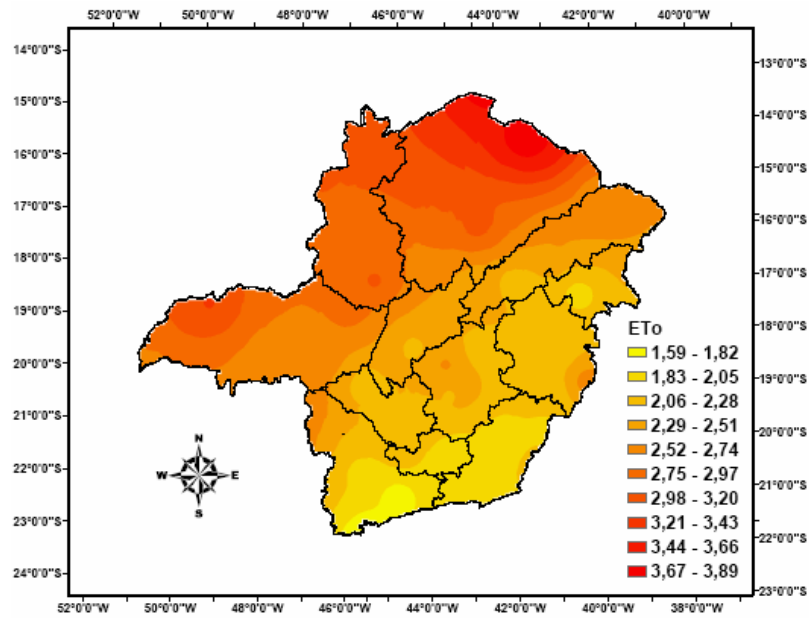 52°0'0"W 50°0'0"W 48°0'0"W 46°0'0"W 44°0'0"W 42°0'0"W 40°0'0"W
14°0'0"S
15°0'0"S
16°0'0"S
17°0'0"S
18°0'0"S
19°0'0"S
20°0'0"S
21°0'0"S
22°0'0"S
23°0'0"S
24°0'0"S
13°0'0"S
14°0'0"S
15°0'0"S
16°0'0"S
17°0'0"S
18°0'0"S
19°0'0"S
20°0'0"S
21°0'0"S
22°0'0"S
23°0'0"S
ETo
1,59 - 1,82
1,83 - 2,05
2,06 - 2,28
2,29 - 2,51
2,52 - 2,74
2,75 - 2,97
2,98 - 3,20
3,21 - 3,43
3,44 - 3,66
3,67 - 3,89
N
W E
S
52°0'0"W 50°0'0"W 48°0'0"W 46°0'0"W 44°0'0"W 42°0'0"W 40°0'0"W 38°0'0"W